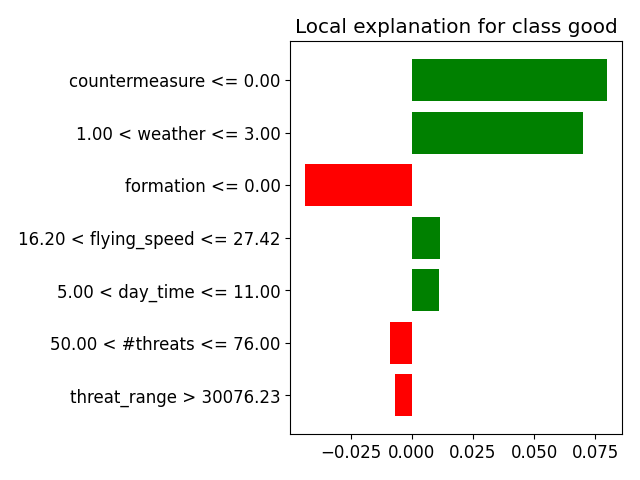 Local explanation for class good
countermeasure <= 0.00
1.00 < weather <= 3.00
formation <= 0.00
16.20 < flying_speed <= 27.42
5.00 < day_time <= 11.00
50.00 < #threats <= 76.00
threat_range > 30076.23
−0.025 0.000 0.025 0.050 0.075